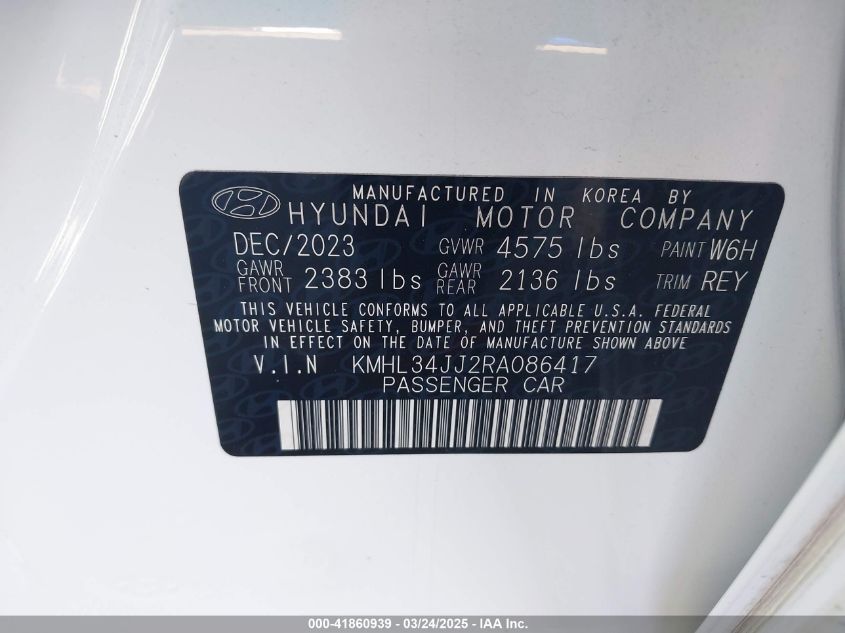 MANUFACTURED IN KOREA BY
HYUNDAI MOTOR COMPANY
DEC/2023 GVWR 4575 lbs PAINT W6H
GAWR FRONT 2383 lbs GAWR REAR 2136 lbs TRIM REY
THIS VEHICLE CONFORMS TO ALL APPLICABLE U.S.A. FEDERAL
MOTOR VEHICLE SAFETY, BUMPER, AND THEFT PREVENTION STANDARDS
IN EFFECT ON THE DATE OF MANUFACTURE SHOWN ABOVE
V.I.N KMHL34JJ2RA086417
PASSENGER CAR
000-41860939 - 03/24/2025 - IAA Inc.